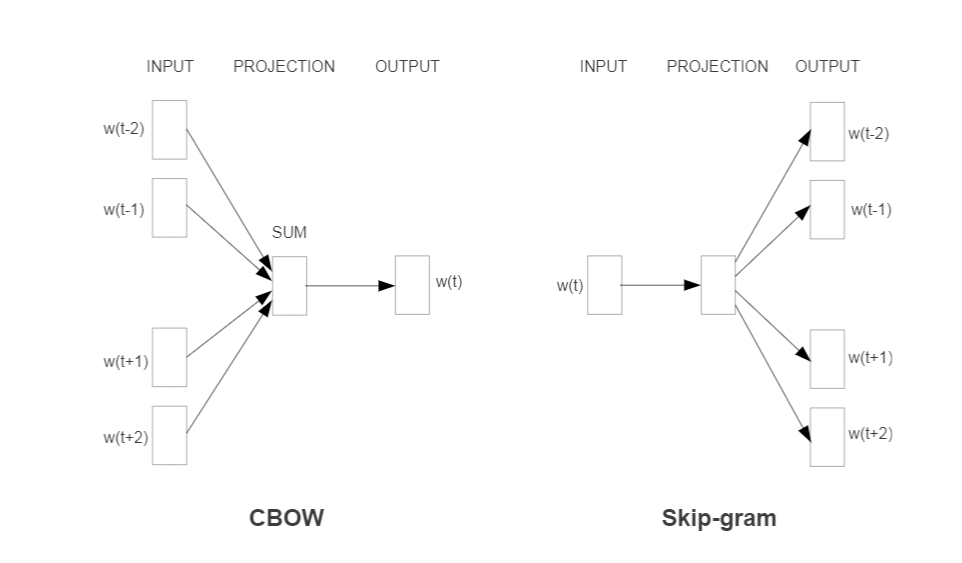 INPUT PROJECTION OUTPUT
w(t-2)
w(t-1)
SUM
w(t)
w(t+1)
w(t+2)
CBOW
INPUT PROJECTION OUTPUT
w(t-2)
w(t-1)
w(t)
w(t+1)
w(t+2)
Skip-gram